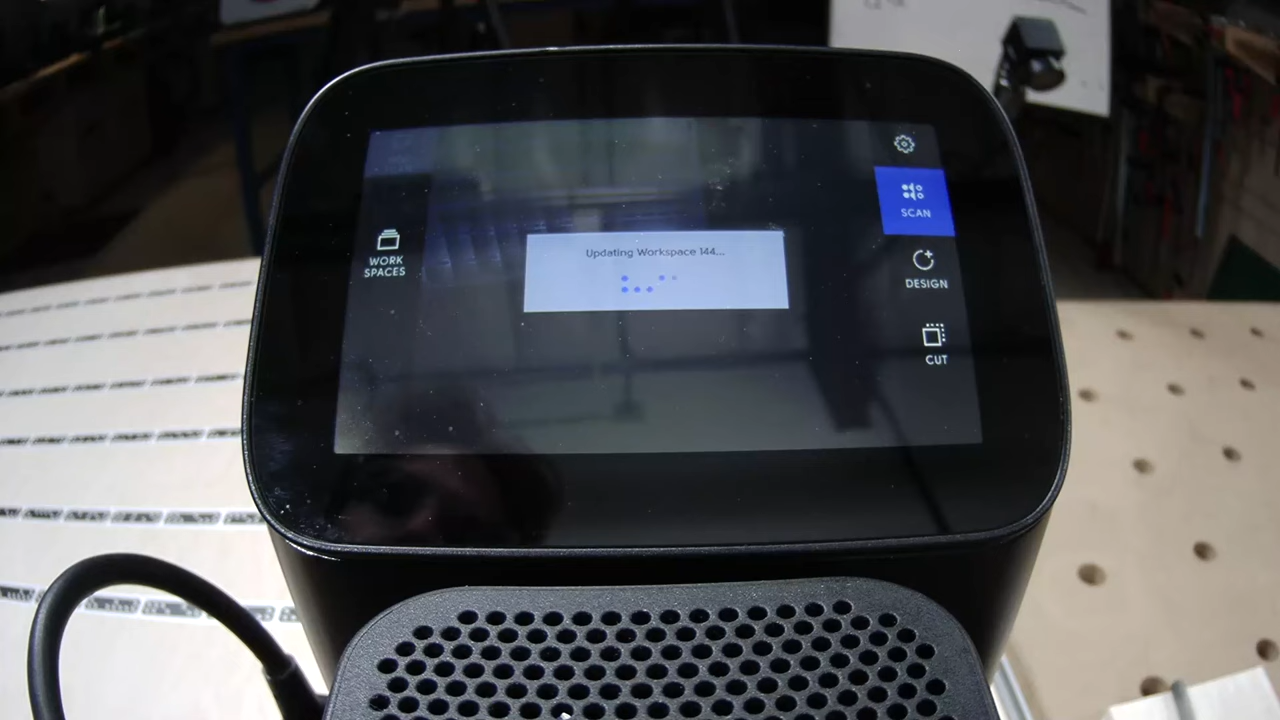 WORK
SPACES
Updating Workspace 144...
SCAN
DESIGN
CUT